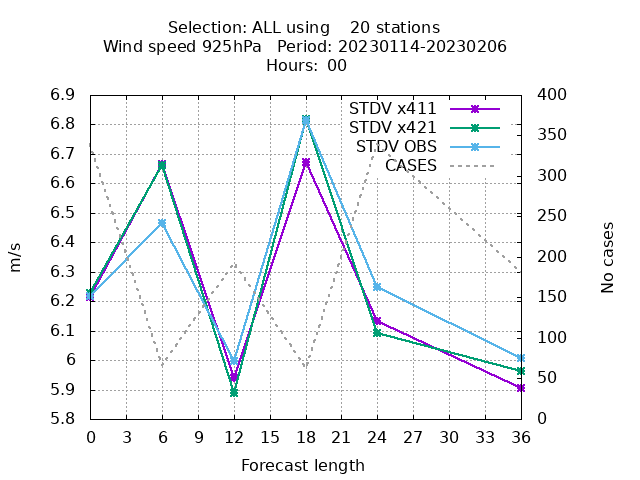 Selection: ALL using    20 stations
Wind speed 925hPa   Period: 20230114-20230206
Hours: 00
6.9
6.8
6.7
6.6
6.5
6.4
6.3
6.2
6.1
6
5.9
5.8
m/s
STDV x411
STDV x421
STDV OBS
CASES
400
350
300
250
200
150
100
50
0
No cases
0 3 6 9 12 15 18 21 24 27 30 33 36
Forecast length